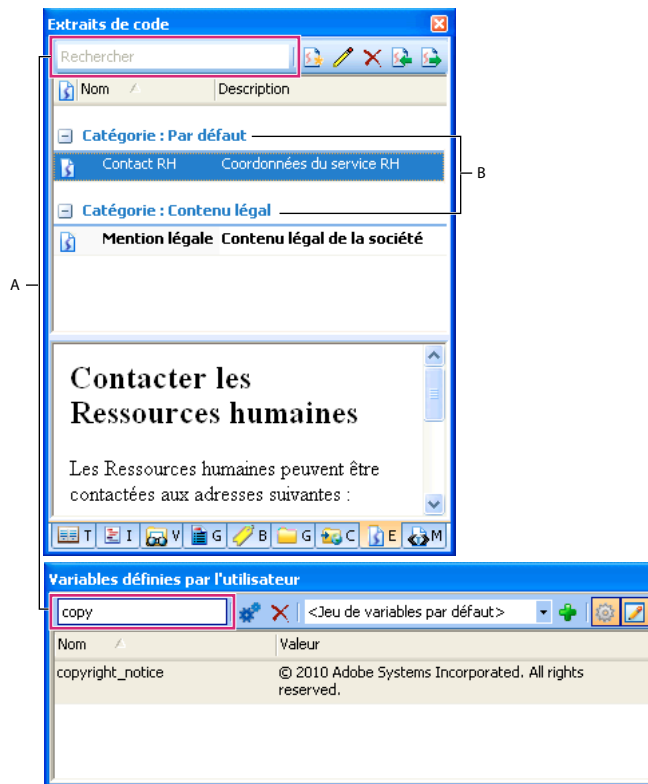 Extraits de code
Rechercher
Nom Description
Catégorie : Par défaut
B
Contact RH Coordonnées du service RH
Catégorie : Contenu légal
Mention légale Contenu légal de la société
A
Contacter les
Ressources humaines
Les Ressources humaines peuvent être
contactées aux adresses suivantes :
T I V G B G C E M
Variables définies par l'utilisateur
copy <Jeu de variables par défaut>
Nom Valeur
copyright_notice © 2010 Adobe Systems Incorporated. All rights
reserved.